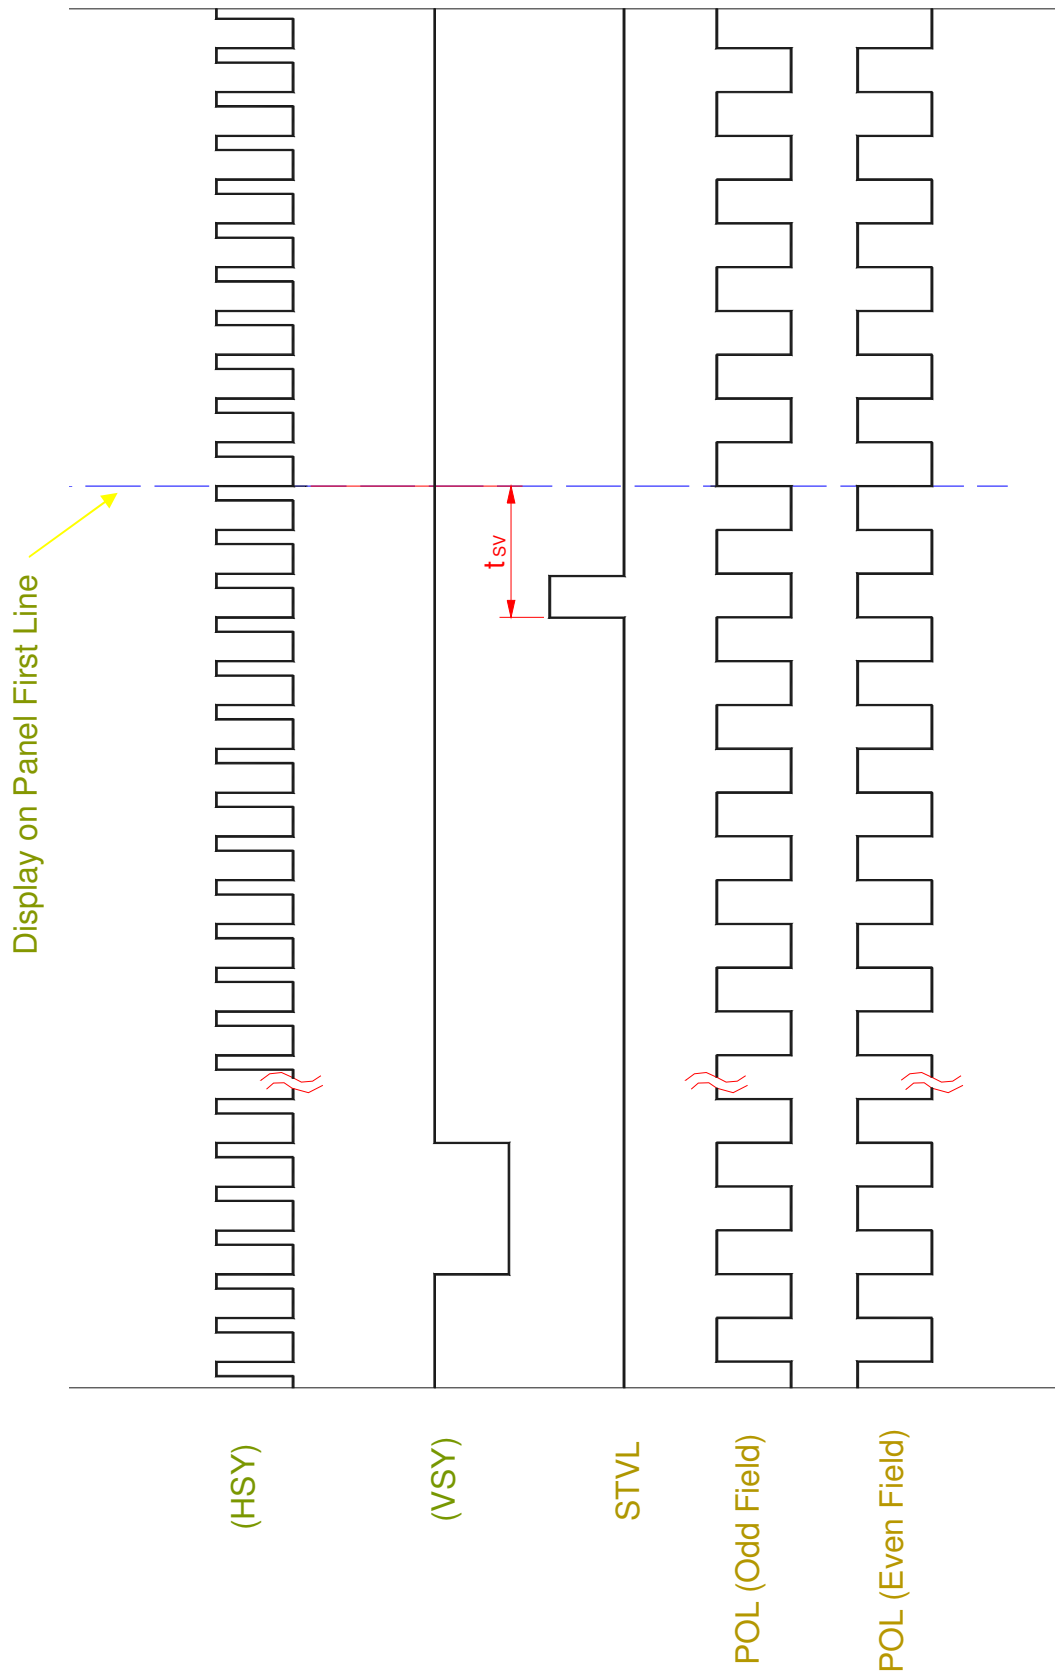 Display on Panel First Line
(HSY)
(VSY)
tsv
STVL
POL (Odd Field)
POL (Even Field)